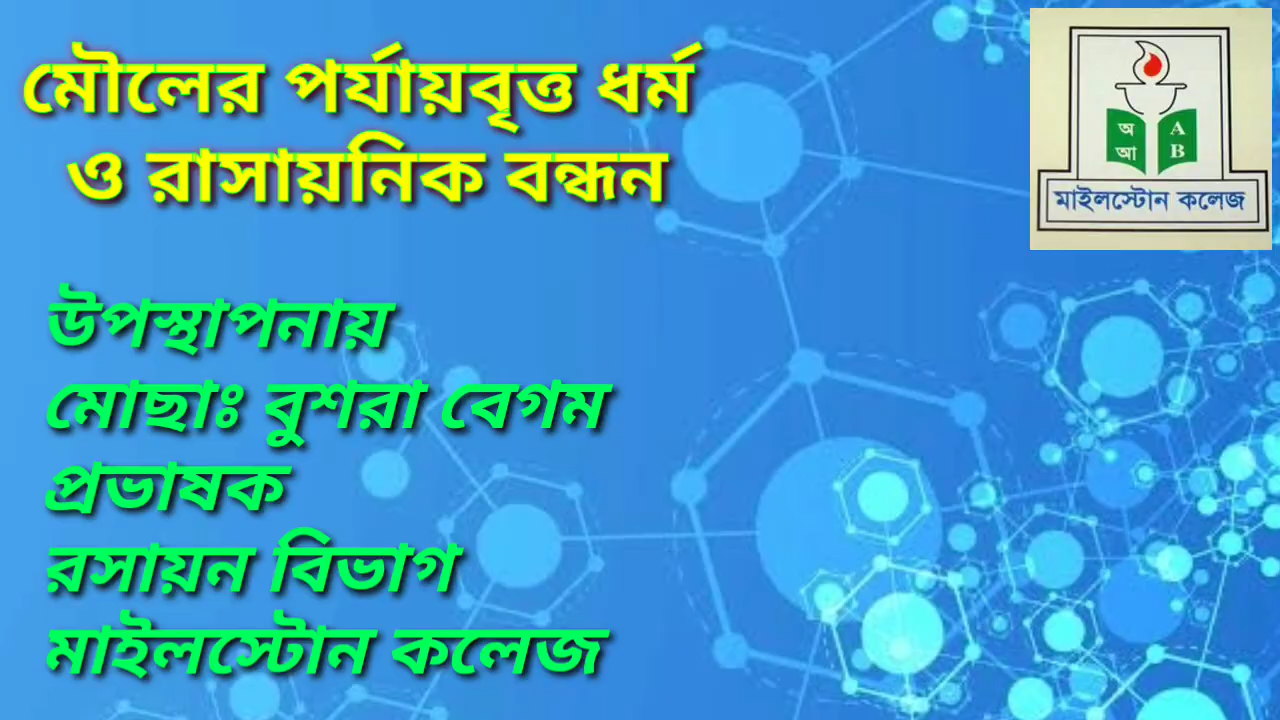 মৌলের পর্যায়বৃত্ত ধর্ম
ও রাসায়নিক বন্ধন
অ
আ
A
B
মাইলস্টোন কলেজ
উপস্থাপনায়
মোছাঃ বুশরা বেগম
প্রভাষক
রসায়ন বিভাগ
মাইলস্টোন কলেজ